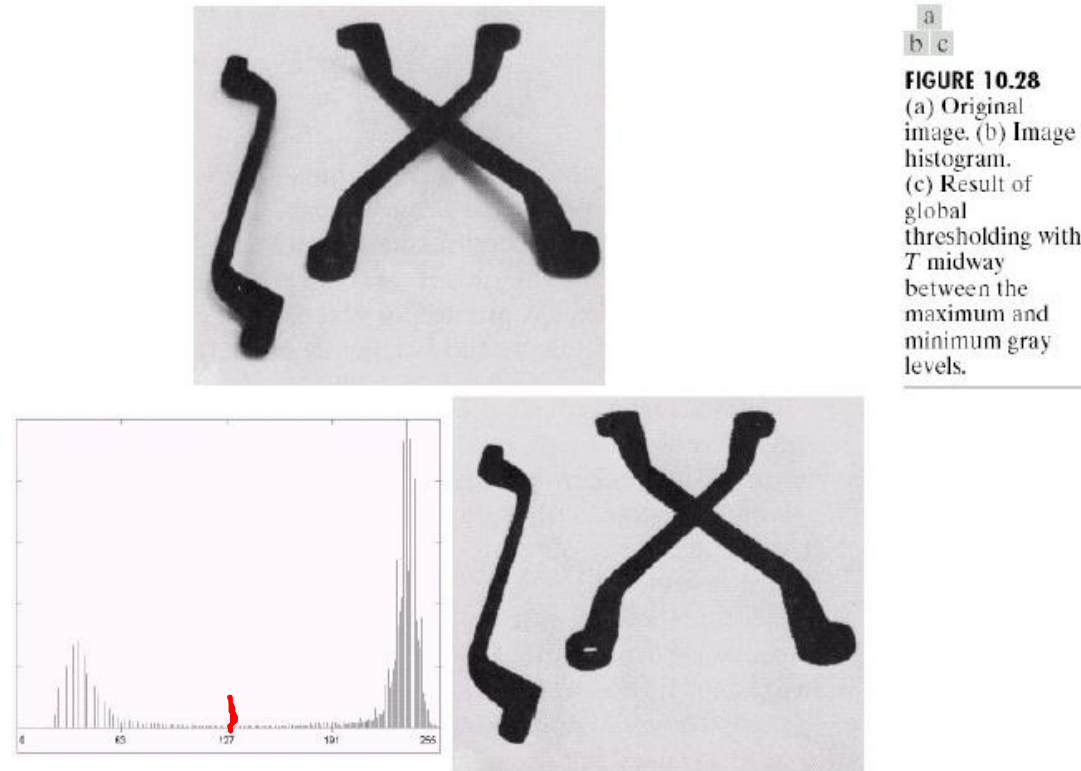 a
b c
FIGURE 10.28
(a) Original
image. (b) Image
histogram.
(c) Result of
global
thresholding with
T midway
between the
maximum and
minimum gray
levels.
0 63 127 191 255